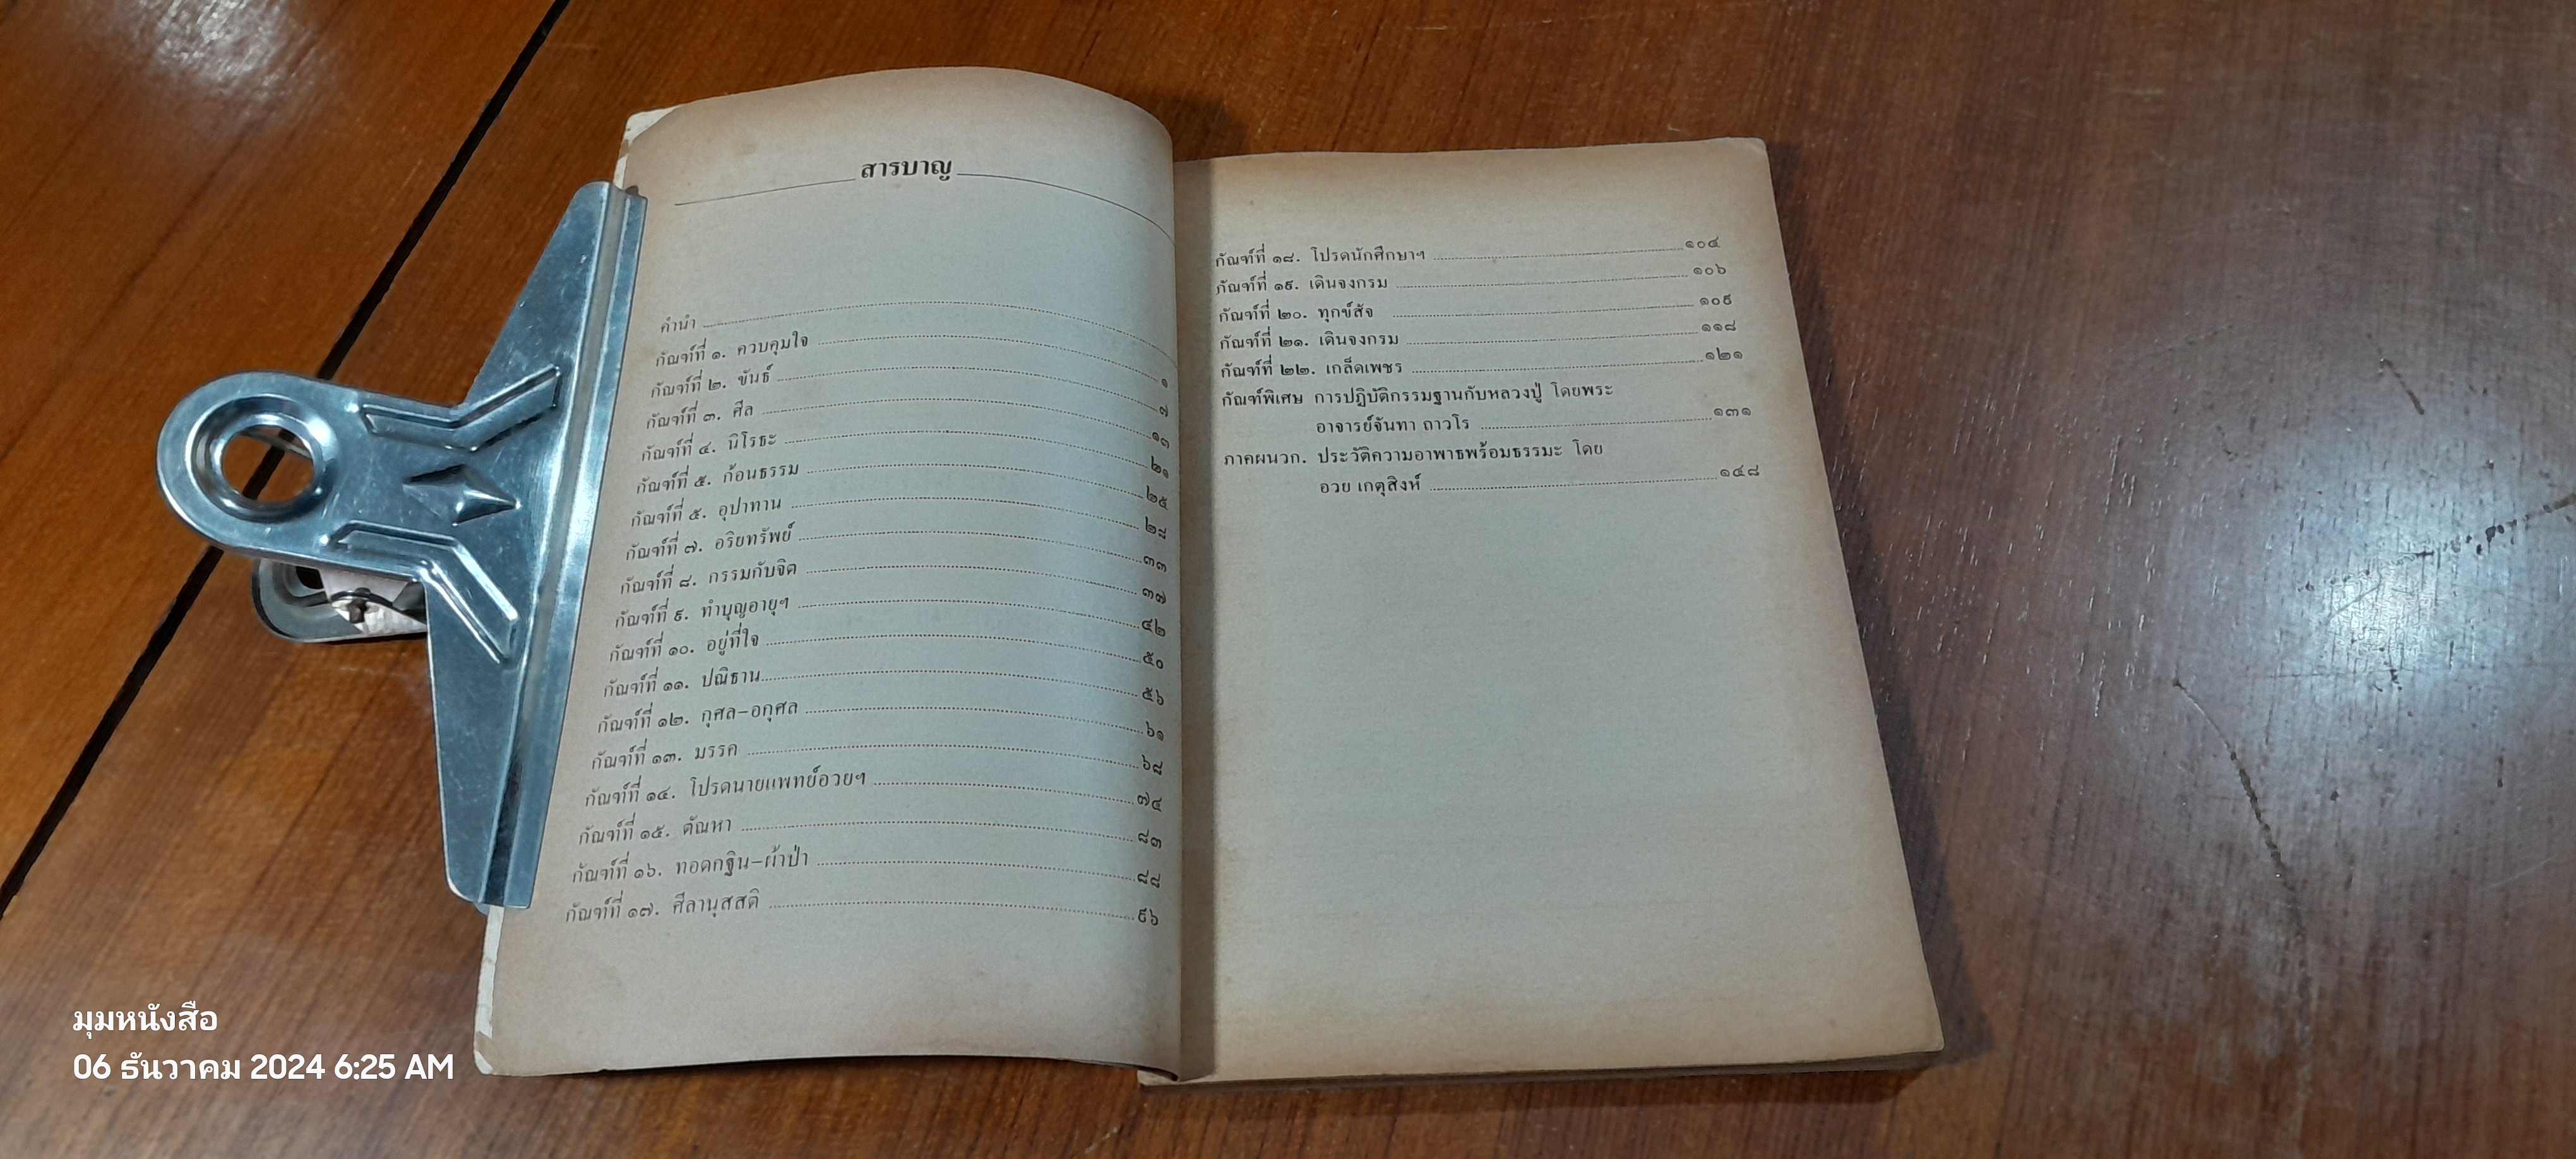 สารบาญ
คำนำ
กัณฑ์ที่ ๑. ควบคุมใจ ๑
กัณฑ์ที่ ๒. ขันธ์ ๗
กัณฑ์ที่ ๓. ศีล ๑๓
กัณฑ์ที่ ๔. นิโรธะ ๒๑
กัณฑ์ที่ ๕. ก้อนธรรม ๒๕
กัณฑ์ที่ ๕. อุปาทาน
กัณฑ์ที่ ๗. อริยทรัพย์ ๓๓
กัณฑ์ที่ ๘. กรรมกับจิต ๓๗
กัณฑ์ที่ ๙. ทำบุญอายุฯ ๔๒
กัณฑ์ที่ ๑๐. อยู่ที่ใจ ๕๐
กัณฑ์ที่ ๑๑. ปณิธาน ๕๖
กัณฑ์ที่ ๑๒. กุศล-อกุศล ๖๑
กัณฑ์ที่ ๑๓. มรรค
กัณฑ์ที่ ๑๔. โปรดนายแพทย์อวยฯ ๗๔
กัณฑ์ที่ ๑๕. ตัณหา ๘๓
กัณฑ์ที่ ๑๖. ทอดกฐิน-ผ้าป่า
กัณฑ์ที่ ๑๗. ศีลานุสสติ ๙๖
กัณฑ์ที่ ๑๘. โปรดนักศึกษาฯ ๑๐๔
กัณฑ์ที่ ๑๙. เดินจงกรม ๑๐๖
กัณฑ์ที่ ๒๐. ทุกข์สัจ ๑๐๙
กัณฑ์ที่ ๒๑. เดินจงกรม ๑๑๘
กัณฑ์ที่ ๒๒. เกล็ดเพชร ๑๒๑
กัณฑ์พิเศษ การปฏิบัติกรรมฐานกับหลวงปู่ โดยพระ
อาจารย์จันทา ถาวโร ๑๓๑
ภาคผนวก. ประวัติความอาพาธพร้อมธรรมะ โดย
อวย เกตุสิงห์ ๑๔๘
มุมหนังสือ
06 ธันวาคม 2024 6:25 AM